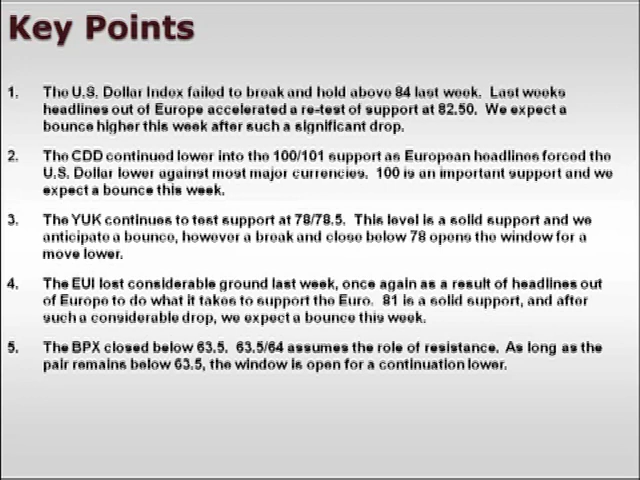 Key Points
1. The U.S. Dollar Index failed to break and hold above 84 last week. Last weeks
headlines out of Europe accelerated a re-test of support at 82.50. We expect a
bounce higher this week after such a significant drop.
2. The CDD continued lower into the 100/101 support as European headlines forced the
U.S. Dollar lower against most major currencies. 100 is an important support and we
expect a bounce this week.
3. The YUK continues to test support at 78/78.5. This level is a solid support and we
anticipate a bounce, however a break and close below 78 opens the window for a
move lower.
4. The EUI lost considerable ground last week, once again as a result of headlines out
of Europe to do what it takes to support the Euro. 81 is a solid support, and after
such a considerable drop, we expect a bounce this week.
5. The BPX closed below 63.5. 63.5/64 assumes the role of resistance. As long as the
pair remains below 63.5, the window is open for a continuation lower.